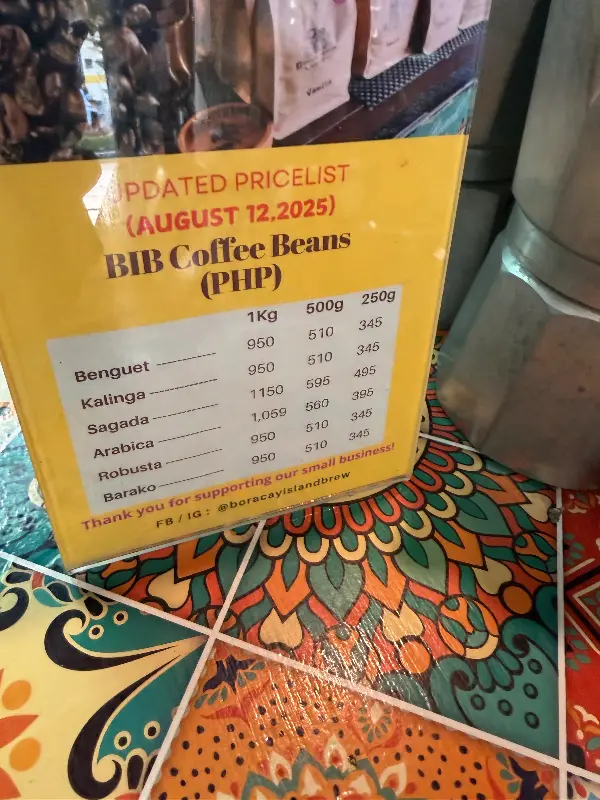 Vanilla
UPDATED PRICELIST
(AUGUST 12,2025)
BIB Coffee Beans
(PHP)
1Kg 500g 250g
Benguet 950 510 345
Kalinga 950 510 345
Sagada 1150 595 495
Arabica 1,059 560 395
Robusta 950 510 345
Barako 950 510 345
Thank you for supporting our small business!
FB / IG : @boracayislandbrew